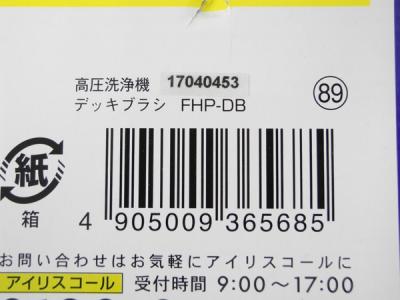 高圧洗浄機 17040453
デッキブラシ FHP-DB
89
紙
箱
4 905009 365685
お問い合わせはお気軽にアイリスコールに
アイリスコール 受付時間 9:00～17:00